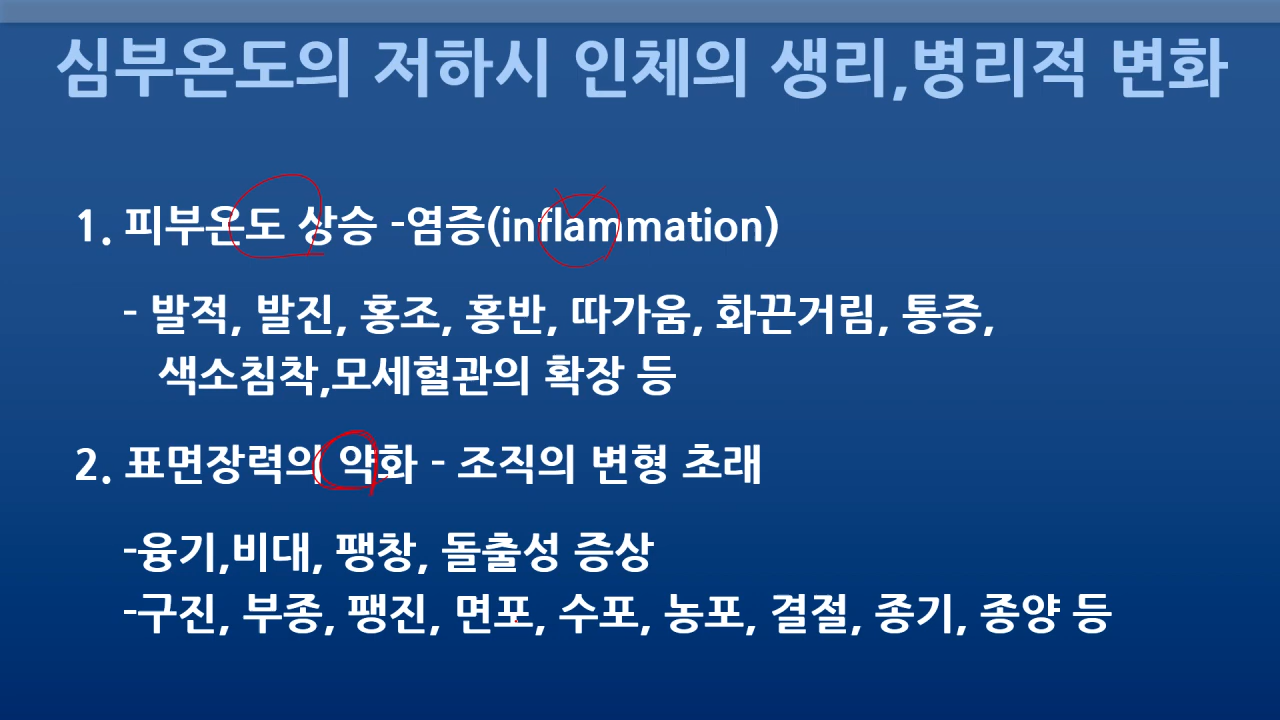 심부온도의 저하시 인체의 생리,병리적 변화
1. 피부온도 상승 -염증(inflammation)
- 발적, 발진, 홍조, 홍반, 따가움, 화끈거림, 통증,
색소침착,모세혈관의 확장 등
2. 표면장력의 약화 - 조직의 변형 초래
-융기,비대, 팽창, 돌출성 증상
-구진, 부종, 팽진, 면포, 수포, 농포, 결절, 종기, 종양 등